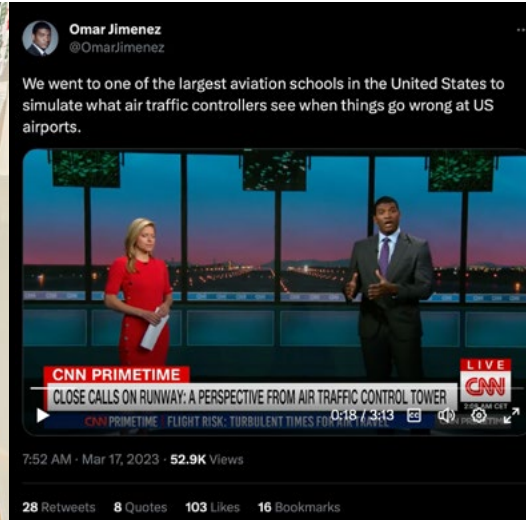 Omar Jimenez
@OmarJimenez
We went to one of the largest aviation schools in the United States to
simulate what air traffic controllers see when things go wrong at US
airports.
CNN PRIMETIME
LIVE
CNN
CLOSE CALLS ON RUNWAY: A PERSPECTIVE FROM AIR TRAFFIC CONTROL TOWER
CNN PRIMETIME FLIGHT RISK: TURBULENT TIMES FOR AIR TRAVEL
0:18 / 3:13
7:52 AM · Mar 17, 2023 · 52.9K Views
28 Retweets 8 Quotes 103 Likes 16 Bookmarks